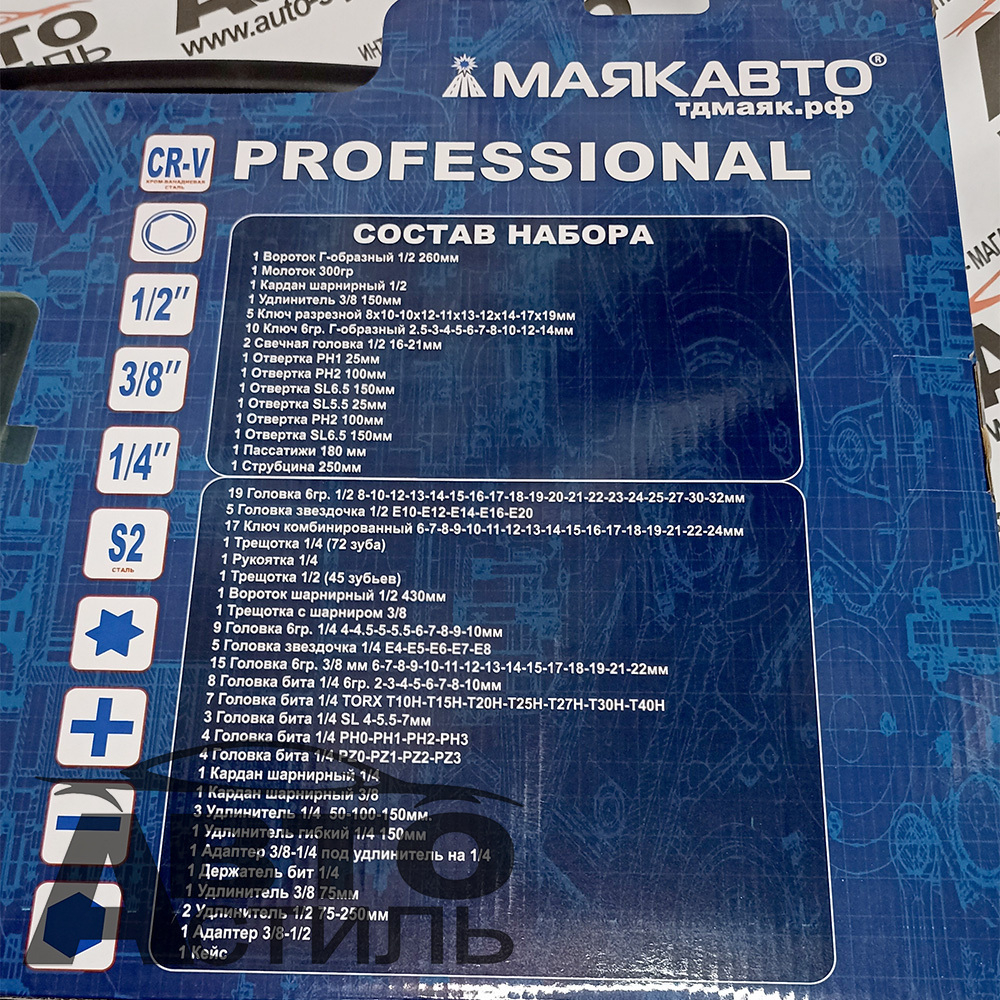 www.auto-s
МАЯКАВТО®
тдмаяк.рф
CR-V
ХРОМ-ВАНАДИЕВАЯ
СТАЛЬ
PROFESSIONAL
1/2"
3/8"
1/4"
S2
СТАЛЬ
СОСТАВ НАБОРА
1 Вороток Г-образный 1/2 260мм
1 Молоток 300гр
1 Кардан шарнирный 1/2
1 Удлинитель 3/8 150мм
5 Ключ разрезной 8х10-10х12-11х13-12х14-17х19мм
10 Ключ 6гр. Г-образный 2.5-3-4-5-6-7-8-10-12-14мм
2 Свечная головка 1/2 16-21мм
1 Отвертка PH1 25мм
1 Отвертка PH2 100мм
1 Отвертка SL6.5 150мм
1 Отвертка SL5.5 25мм
1 Отвертка PH2 100мм
1 Отвертка SL6.5 150мм
1 Пассатижи 180 мм
1 Струбцина 250мм
19 Головка 6гр. 1/2 8-10-12-13-14-15-16-17-18-19-20-21-22-23-24-25-27-30-32мм
5 Головка звездочка 1/2 E10-E12-E14-E16-E20
17 Ключ комбинированный 6-7-8-9-10-11-12-13-14-15-16-17-18-19-21-22-24мм
1 Трещотка 1/4 (72 зуба)
1 Рукоятка 1/4
1 Трещотка 1/2 (45 зубьев)
1 Вороток шарнирный 1/2 430мм
1 Трещотка с шарниром 3/8
9 Головка 6гр. 1/4 4-4.5-5-5.5-6-7-8-9-10мм
5 Головка звездочка 1/4 E4-E5-E6-E7-E8
15 Головка 6гр. 3/8 мм 6-7-8-9-10-11-12-13-14-15-17-18-19-21-22мм
8 Головка бита 1/4 6гр. 2-3-4-5-6-7-8-10мм
7 Головка бита 1/4 TORX T10H-T15H-T20H-T25H-T27H-T30H-T40H
3 Головка бита 1/4 SL 4-5.5-7мм
4 Головка бита 1/4 PH0-PH1-PH2-PH3
4 Головка бита 1/4 PZ0-PZ1-PZ2-PZ3
1 Кардан шарнирный 1/4
1 Кардан шарнирный 3/8
3 Удлинитель 1/4 50-100-150мм.
1 Удлинитель гибкий 1/4 150мм
1 Адаптер 3/8-1/4 под удлинитель на 1/4
1 Держатель бит 1/4
1 Удлинитель 3/8 75мм
2 Удлинитель 1/2 75-250мм
1 Адаптер 3/8-1/2
1 Кейс
АВТО
СТИЛЬ